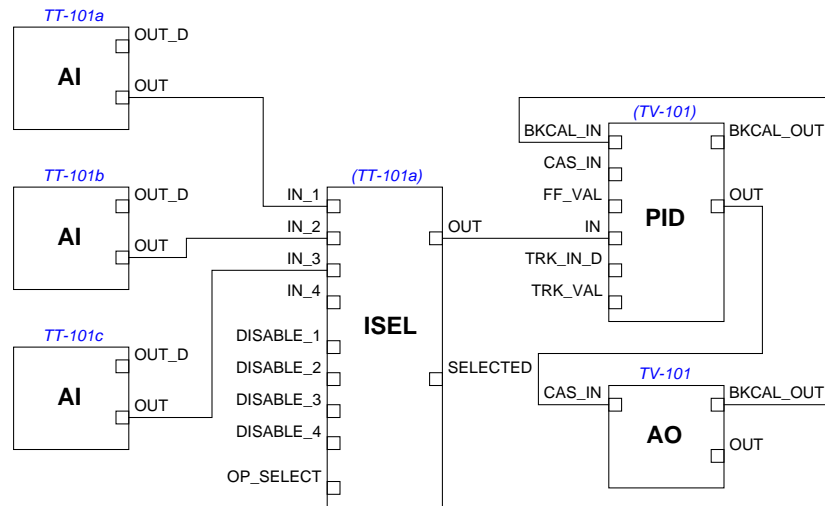 TT-101a
OUT_D
AI
OUT
TT-101b
OUT_D
AI
OUT
TT-101c
OUT_D
AI
OUT
(TT-101a)
IN_1
IN_2
OUT
IN_3
IN_4
ISEL
DISABLE_1
DISABLE_2
SELECTED
DISABLE_3
DISABLE_4
OP_SELECT
(TV-101)
BKCAL_IN
BKCAL_OUT
CAS_IN
FF_VAL
OUT
PID
IN
TRK_IN_D
TRK_VAL
TV-101
CAS_IN
BKCAL_OUT
AO
OUT